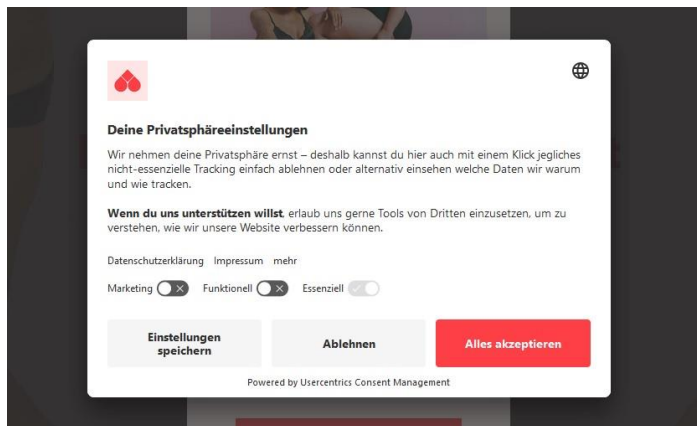 Deine Privatsphäreeinstellungen
Wir nehmen deine Privatsphäre ernst – deshalb kannst du hier auch mit einem Klick jegliches
nicht-essenzielle Tracking einfach ablehnen oder alternativ einsehen welche Daten wir warum
und wie tracken.
Wenn du uns unterstützen willst, erlaub uns gerne Tools von Dritten einzusetzen, um zu
verstehen, wie wir unsere Website verbessern können.
Datenschutzerklärung Impressum mehr
Marketing Funktionell Essenziell
Einstellungen
speichern
Ablehnen
Alles akzeptieren
Powered by Usercentrics Consent Management